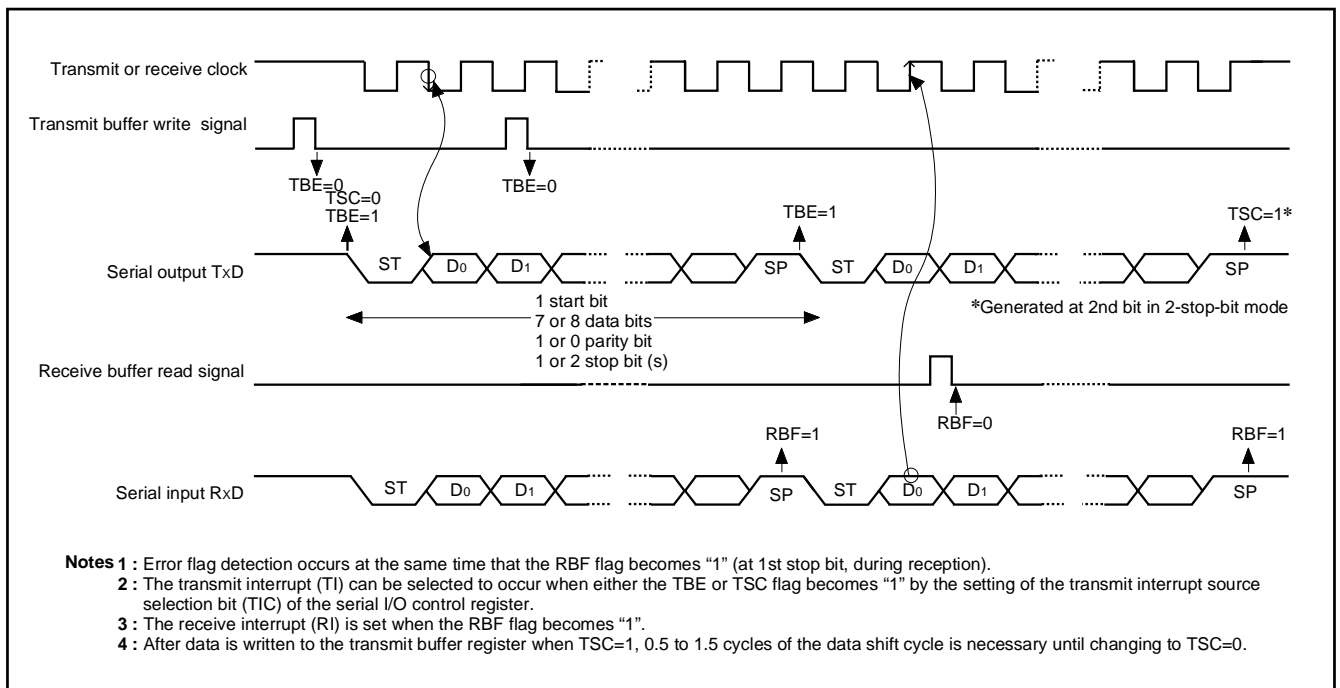 Transmit or receive clock
Transmit buffer write signal
TBE=0
TSC=0
TBE=1
TBE=0
TBE=1
TSC=1*
Serial output TxD
ST
D0
D1
SP
ST
D0
D1
SP
1 start bit
7 or 8 data bits
1 or 0 parity bit
1 or 2 stop bit (s)
*Generated at 2nd bit in 2-stop-bit mode
Receive buffer read signal
RBF=0
RBF=1
RBF=1
Serial input RxD
ST
D0
D1
SP
ST
D0
D1
SP
Notes 1 : Error flag detection occurs at the same time that the RBF flag becomes “1” (at 1st stop bit, during reception).
2 : The transmit interrupt (TI) can be selected to occur when either the TBE or TSC flag becomes “1” by the setting of the transmit interrupt source
selection bit (TIC) of the serial I/O control register.
3 : The receive interrupt (RI) is set when the RBF flag becomes “1”.
4 : After data is written to the transmit buffer register when TSC=1, 0.5 to 1.5 cycles of the data shift cycle is necessary until changing to TSC=0.